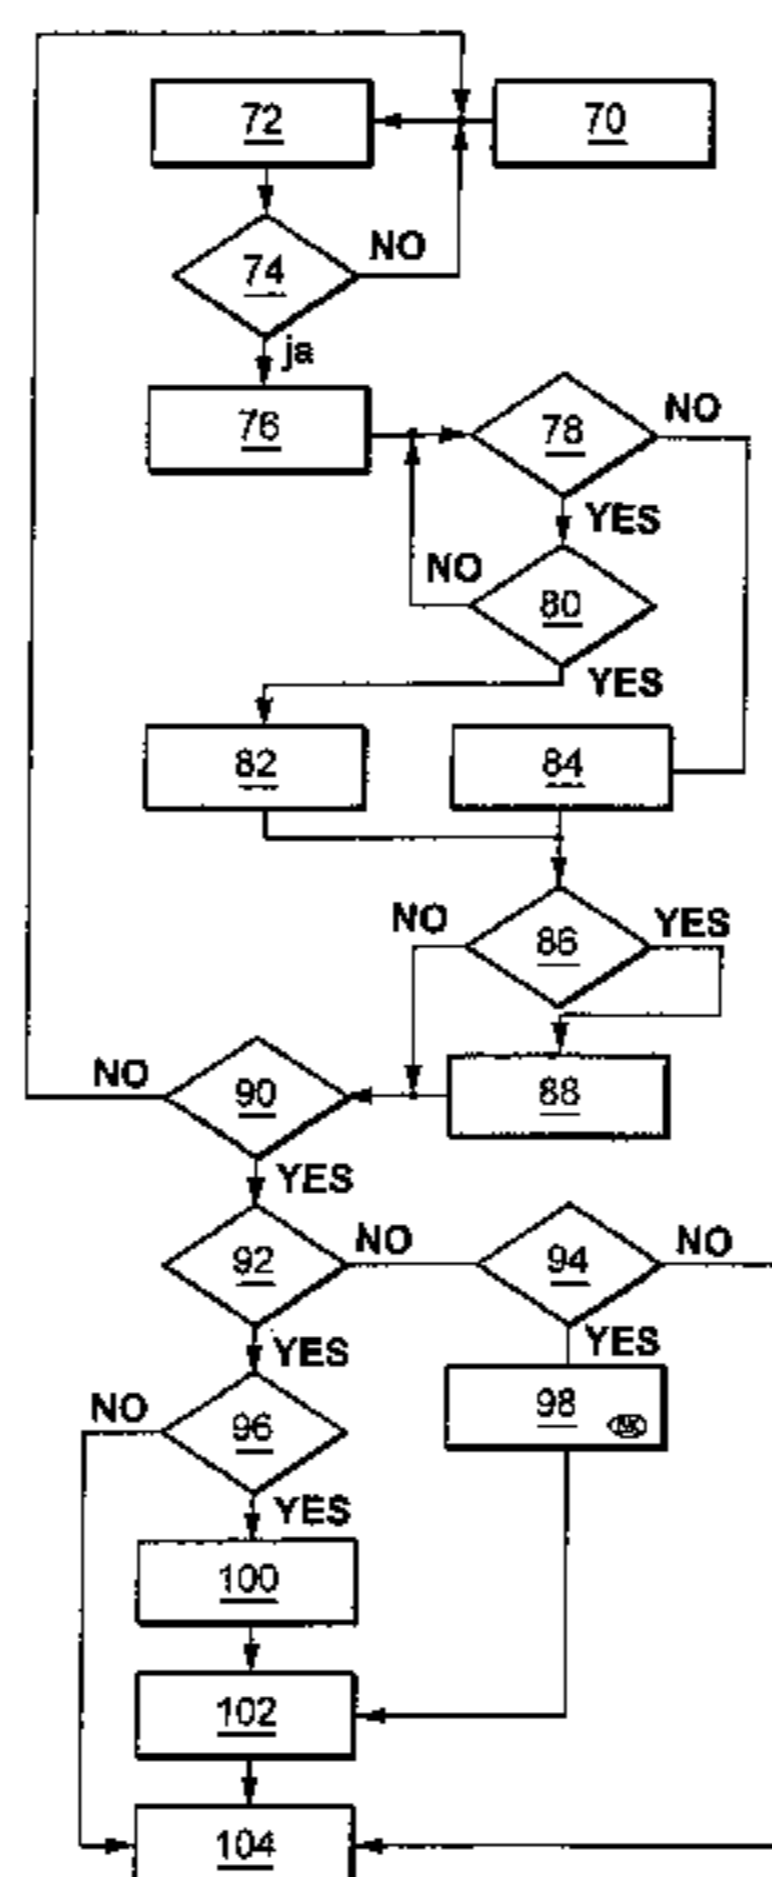 72
70
74
NO
ja
76
78
NO
YES
NO
80
YES
82
84
NO
86
YES
NO
90
88
YES
92
NO
94
NO
YES
YES
98
NO
96
YES
100
102
104